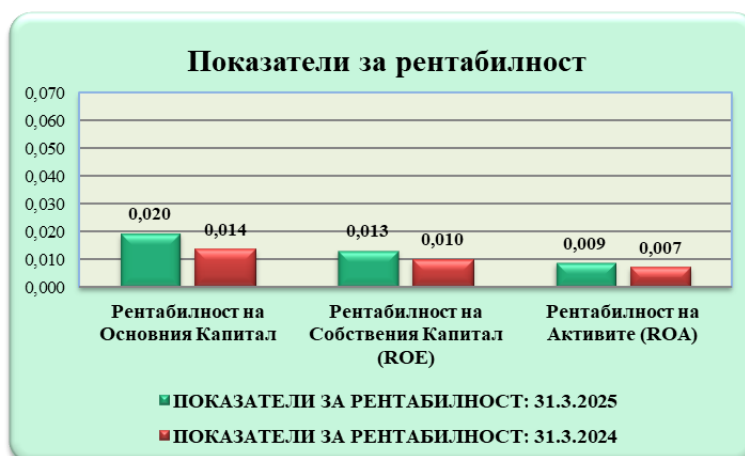 Показатели за рентабилност
0,070
0,060
0,050
0,040
0,030
0,020
0,010
0,000
0,020
0,014
0,013
0,010
0,009
0,007
Рентабилност на
Основния Капитал
Рентабилност на
Собствения Капитал
(ROE)
Рентабилност на
Активите (ROA)
ПОКАЗАТЕЛИ ЗА РЕНТАБИЛНОСТ: 31.3.2025
ПОКАЗАТЕЛИ ЗА РЕНТАБИЛНОСТ: 31.3.2024